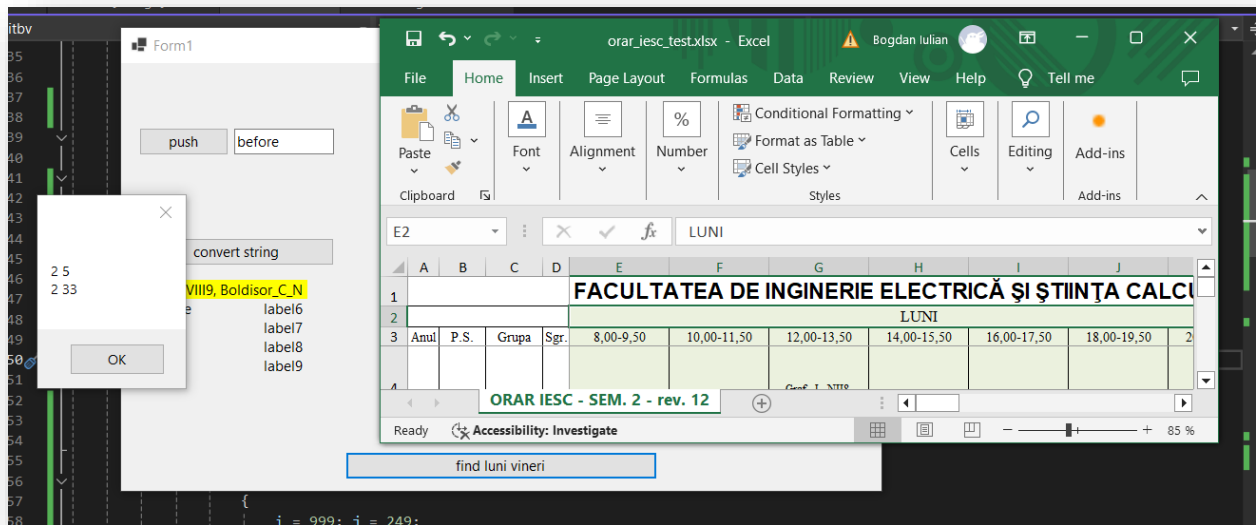 itbv
35
36
37
38
39
40
41
42
43
44
45
46
47
48
49
50
51
52
53
54
55
56
57
58
Form1
push
before
convert string
VIII9, Boldisor_C_N
label6
label7
label8
label9
find luni vineri
2 5
2 33
OK
{
i = 999; j = 249;
orar_iesc_test.xlsx - Excel
Bogdan Iulian
File Home Insert Page Layout Formulas Data Review View Help Tell me
Paste
Clipboard
Font
Alignment
Number
Conditional Formatting
Format as Table
Cell Styles
Styles
Cells
Editing
Add-ins
Add-ins
E2
fx
LUNI
A B C D E F G H I J
1 FACULTATEA DE INGINERIE ELECTRICĂ ŞI ŞTIINŢA CALCU
2 LUNI
3 Anul P.S. Grupa Sgr. 8,00-9,50 10,00-11,50 12,00-13,50 14,00-15,50 16,00-17,50 18,00-19,50 2
4
ORAR IESC - SEM. 2 - rev. 12
Ready Accessibility: Investigate 85 %